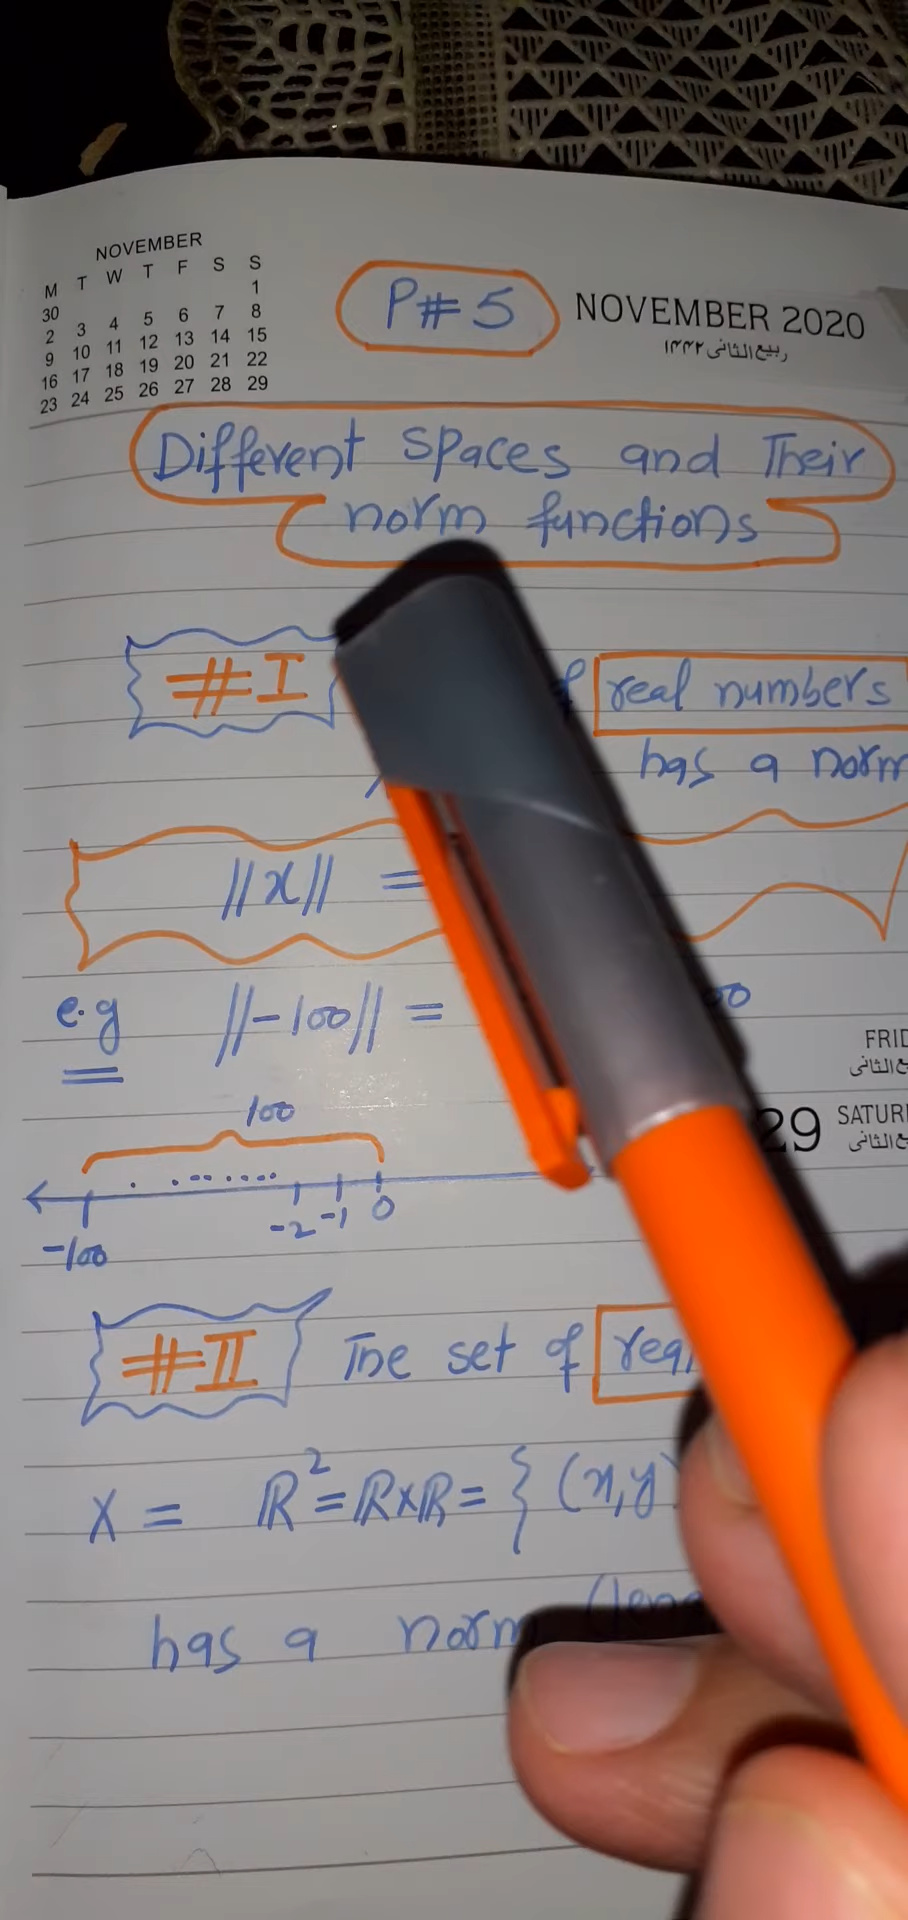 NOVEMBER
M T W T F S S
30 1
2 3 4 5 6 7 8
9 10 11 12 13 14 15
16 17 18 19 20 21 22
23 24 25 26 27 28 29
P#5
NOVEMBER 2020
ربيع الثانى ١٤٤٢
Different spaces and Their
norm functions
#I real numbers
has a norm
||x|| =
e.g ||-100|| =
100
-100 -2 -1 0
29
#II The set of
X = ℝ² = ℝ×ℝ = { (x,y)
has a norm